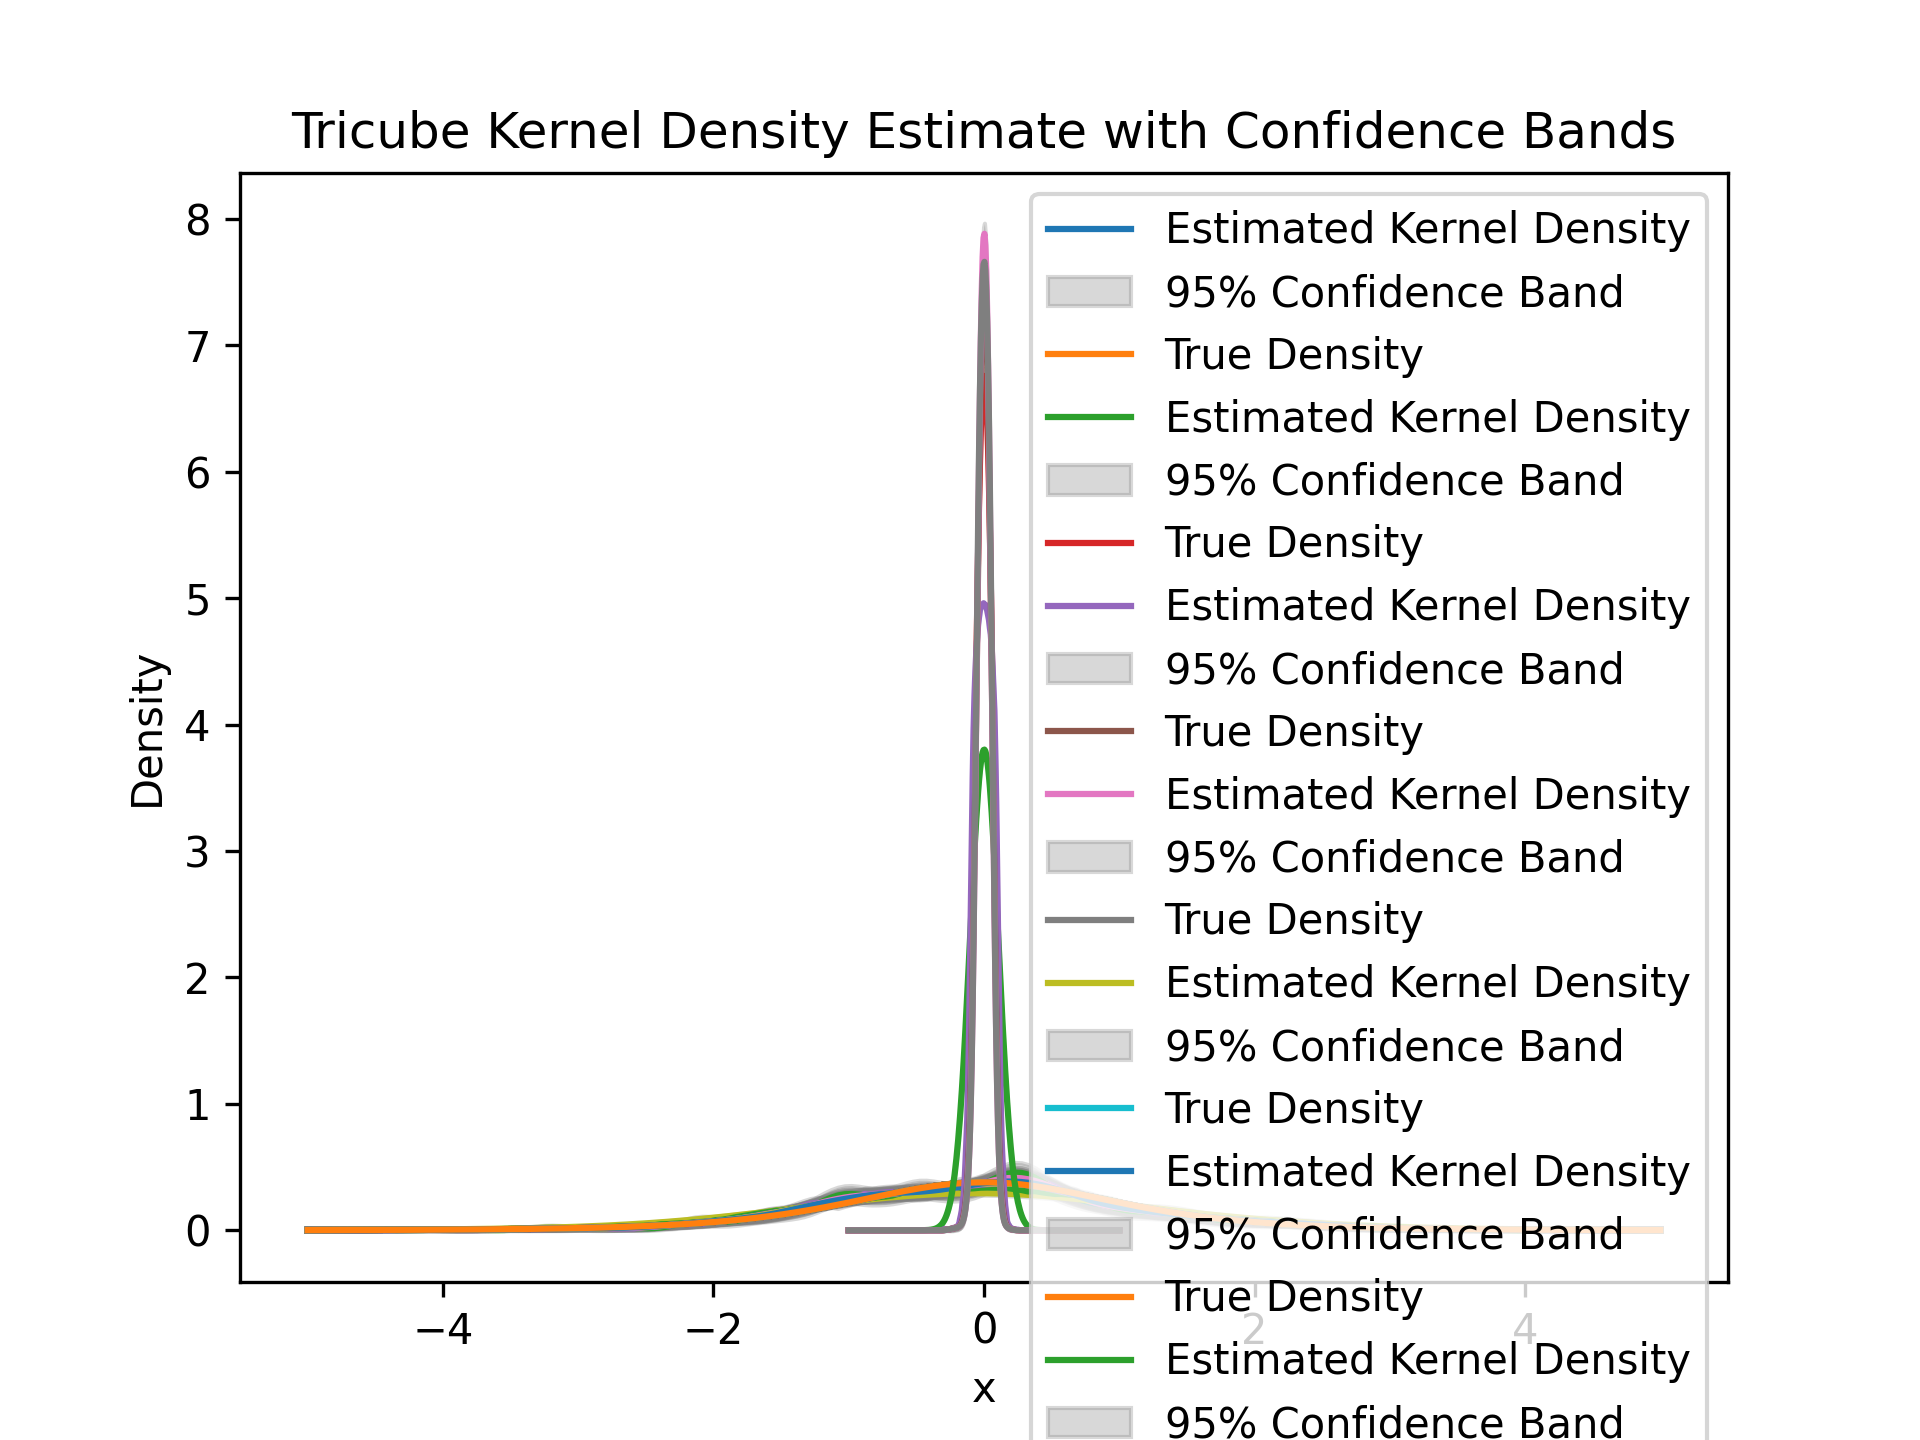 Tricube Kernel Density Estimate with Confidence Bands
8
7
6
5
4
3
2
1
0
Density
Estimated Kernel Density
95% Confidence Band
True Density
Estimated Kernel Density
95% Confidence Band
True Density
Estimated Kernel Density
95% Confidence Band
True Density
Estimated Kernel Density
95% Confidence Band
True Density
Estimated Kernel Density
95% Confidence Band
True Density
Estimated Kernel Density
95% Confidence Band
True Density
Estimated Kernel Density
95% Confidence Band
−4 −2 0 2 4
x